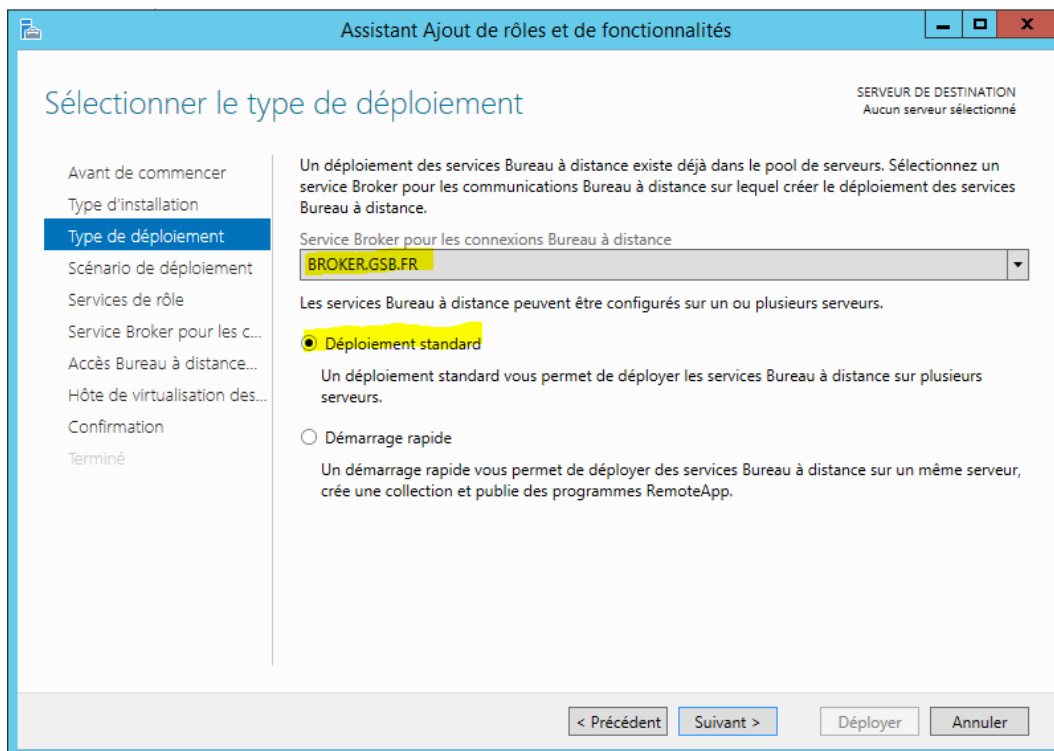 Assistant Ajout de rôles et de fonctionnalités
Sélectionner le type de déploiement
SERVEUR DE DESTINATION
Aucun serveur sélectionné
Avant de commencer
Type d'installation
Type de déploiement
Scénario de déploiement
Services de rôle
Service Broker pour les c...
Accès Bureau à distance...
Hôte de virtualisation des...
Confirmation
Terminé
Un déploiement des services Bureau à distance existe déjà dans le pool de serveurs. Sélectionnez un
service Broker pour les communications Bureau à distance sur lequel créer le déploiement des services
Bureau à distance.
Service Broker pour les connexions Bureau à distance
BROKER.GSB.FR
Les services Bureau à distance peuvent être configurés sur un ou plusieurs serveurs.
Déploiement standard
Un déploiement standard vous permet de déployer les services Bureau à distance sur plusieurs
serveurs.
Démarrage rapide
Un démarrage rapide vous permet de déployer des services Bureau à distance sur un même serveur,
crée une collection et publie des programmes RemoteApp.
< Précédent
Suivant >
Déployer
Annuler